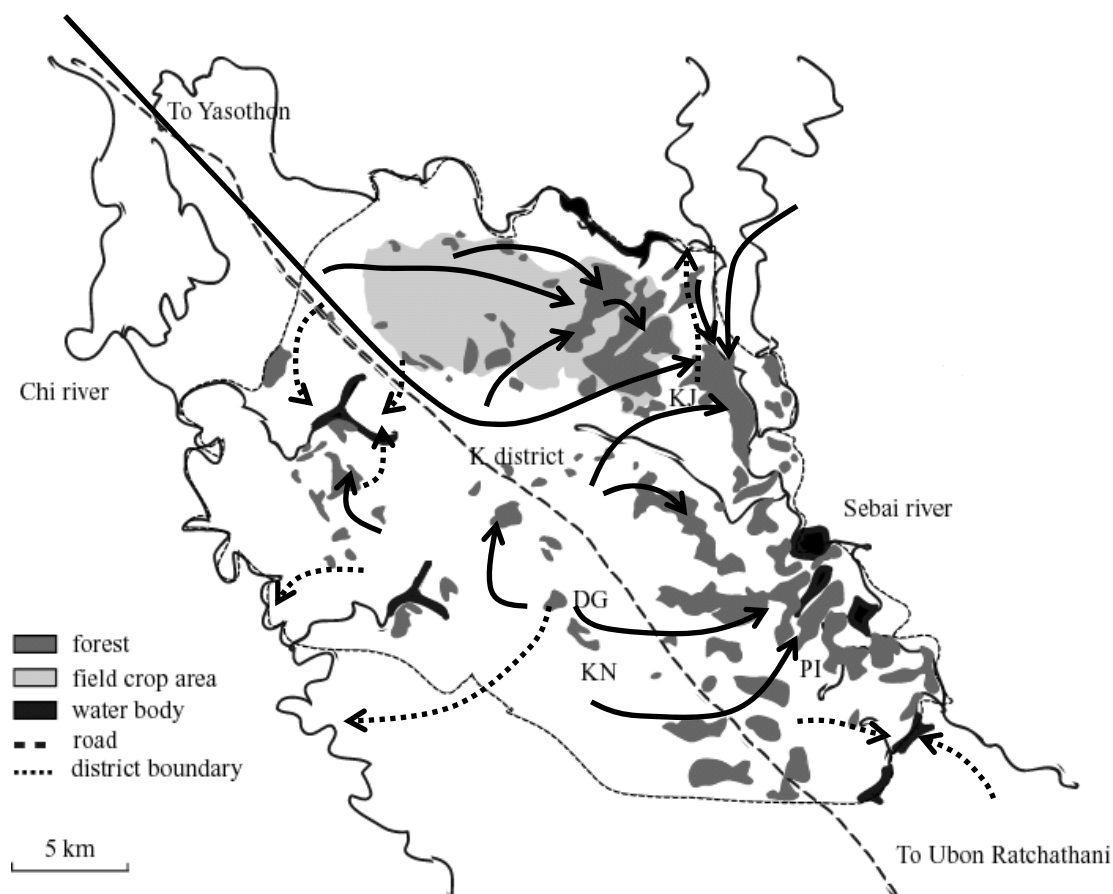 To Yasothon
Chi river
KJ
K district
Sebai river
DG
KN
PI
forest
field crop area
water body
road
district boundary
5 km
To Ubon Ratchathani